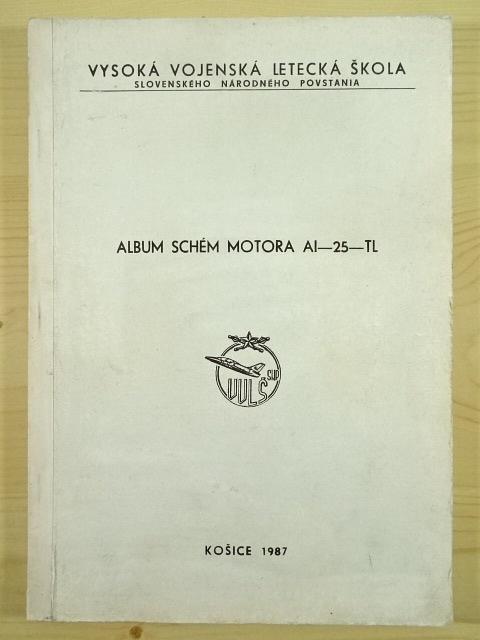 VYSOKÁ VOJENSKÁ LETECKÁ ŠKOLA
SLOVENSKÉHO NÁRODNÉHO POVSTANIA
ALBUM SCHÉM MOTORA AI—25—TL
SNP
VVLŠ
KOŠICE 1987